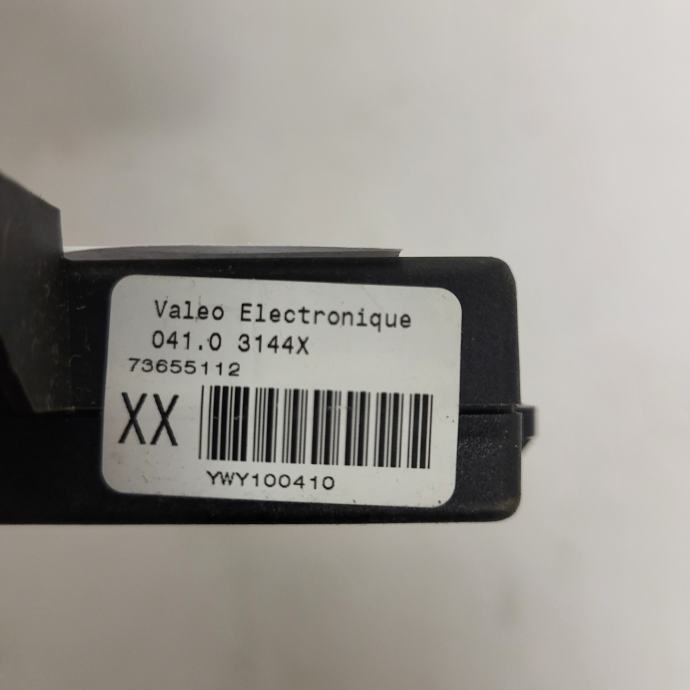 Valeo Electronique
041.0 3144X
73655112
XX
YWY100410